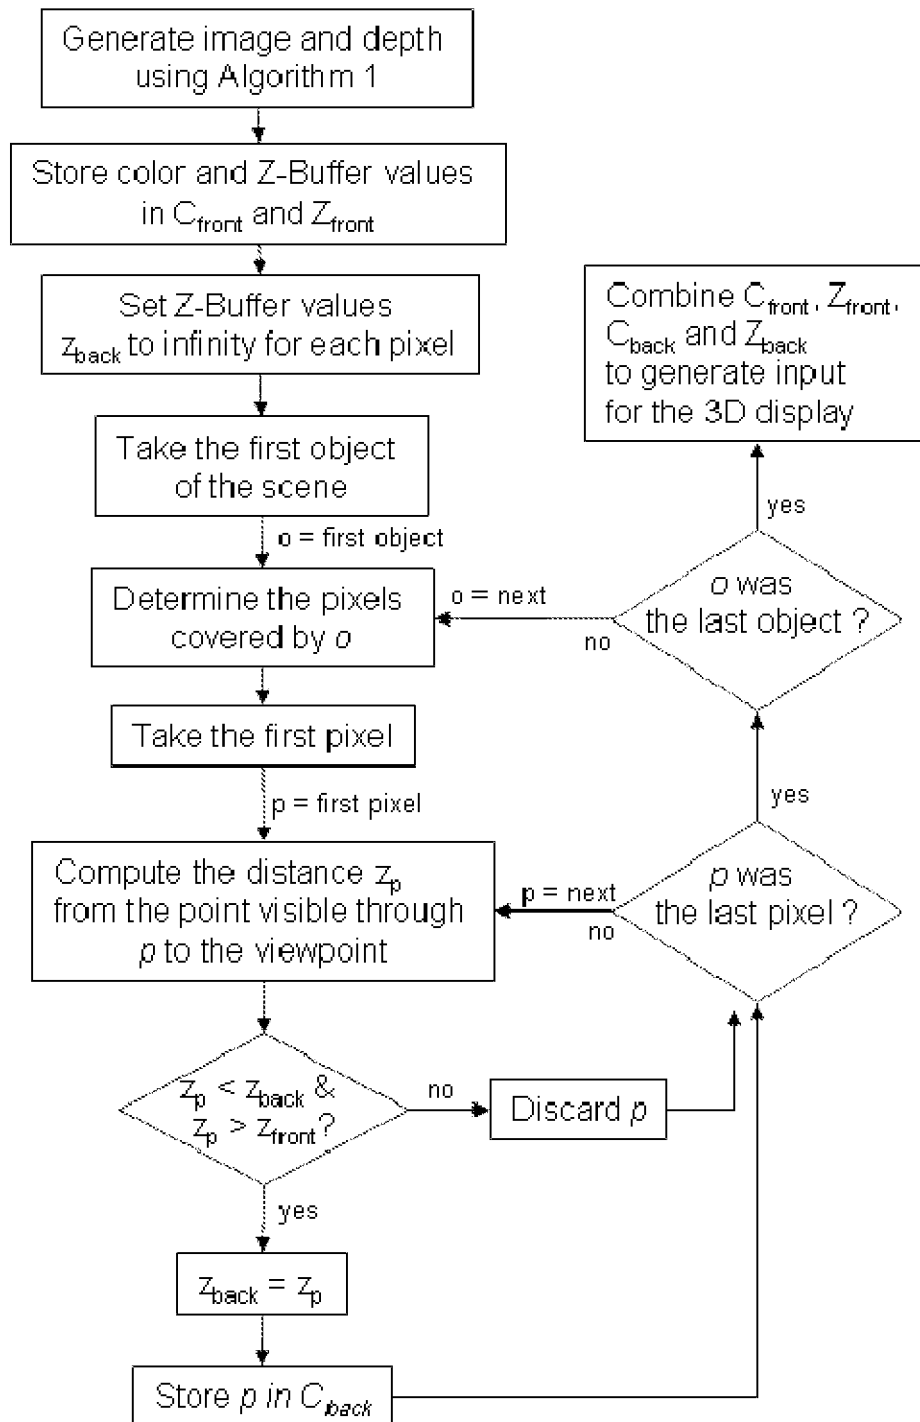 Generate image and depth
using Algorithm 1
Store color and Z-Buffer values
in C_front and Z_front
Set Z-Buffer values
z_back to infinity for each pixel
Take the first object
of the scene
o = first object
Determine the pixels
covered by o
Take the first pixel
p = first pixel
Compute the distance z_p
from the point visible through
p to the viewpoint
z_p < z_back &
z_p > z_front?
no
Discard p
yes
z_back = z_p
Store p in C_back
p was
the last pixel ?
p = next
no
yes
o was
the last object ?
o = next
no
yes
Combine C_front, Z_front,
C_back and Z_back
to generate input
for the 3D display